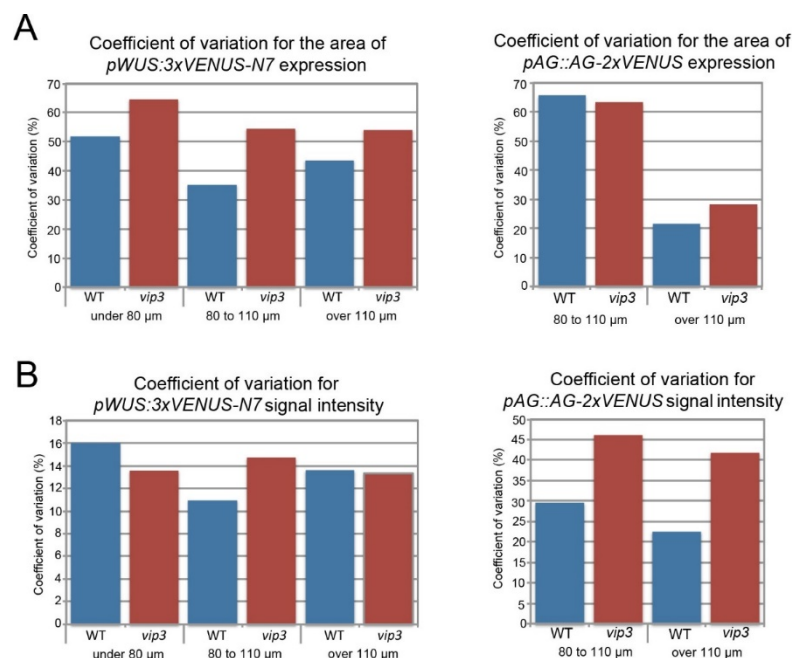 A
Coefficient of variation for the area of
pWUS:3xVENUS-N7 expression
Coefficient of variation (%)
70
60
50
40
30
20
10
0
WT vip3 WT vip3 WT vip3
under 80 µm 80 to 110 µm over 110 µm
Coefficient of variation for the area of
pAG::AG-2xVENUS expression
Coefficient of variation (%)
70
60
50
40
30
20
10
0
WT vip3 WT vip3
80 to 110 µm over 110 µm
B
Coefficient of variation for
pWUS:3xVENUS-N7 signal intensity
Coefficient of variation (%)
18
16
14
12
10
8
6
4
2
0
WT vip3 WT vip3 WT vip3
under 80 µm 80 to 110 µm over 110 µm
Coefficient of variation for
pAG::AG-2xVENUS signal intensity
Coefficient of variation (%)
50
45
40
35
30
25
20
15
10
5
0
WT vip3 WT vip3
80 to 110 µm over 110 µm